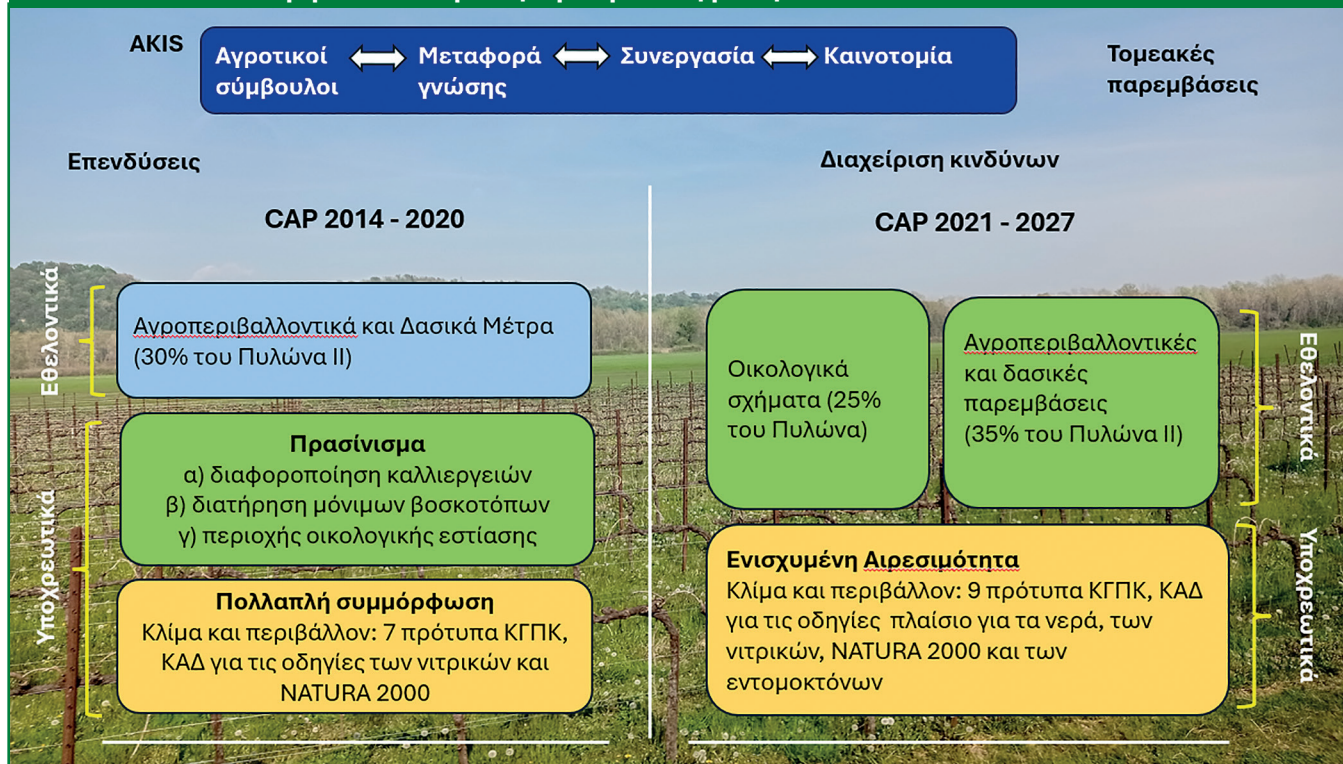 AKIS
Αγροτικοί
σύμβουλοι
Μεταφορά
γνώσης
Συνεργασία
Καινοτομία
Τομεακές
παρεμβάσεις
Επενδύσεις
Διαχείριση κινδύνων
CAP 2014 - 2020
Εθελοντικά
Αγροπεριβαλλοντικά και Δασικά Μέτρα
(30% του Πυλώνα ΙΙ)
Υποχρεωτικά
Πρασίνισμα
α) διαφοροποίηση καλλιεργειών
β) διατήρηση μόνιμων βοσκοτόπων
γ) περιοχής οικολογικής εστίασης
Πολλαπλή συμμόρφωση
Κλίμα και περιβάλλον: 7 πρότυπα ΚΓΠΚ,
ΚΑΔ για τις οδηγίες των νιτρικών και
NATURA 2000
CAP 2021 - 2027
Οικολογικά
σχήματα (25%
του Πυλώνα)
Αγροπεριβαλλοντικές
και δασικές
παρεμβάσεις
(35% του Πυλώνα ΙΙ)
Εθελοντικά
Ενισχυμένη Αιρεσιμότητα
Κλίμα και περιβάλλον: 9 πρότυπα ΚΓΠΚ, ΚΑΔ
για τις οδηγίες πλαίσιο για τα νερά, των
νιτρικών, NATURA 2000 και των
εντομοκτόνων
Υποχρεωτικά